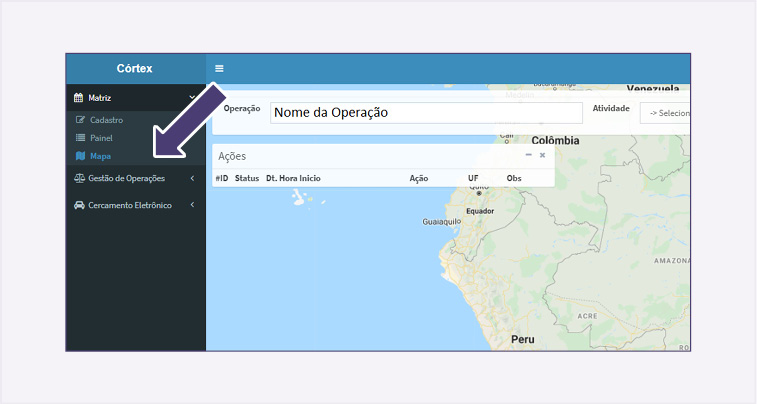 Córtex
Matriz
Cadastro
Painel
Mapa
Gestão de Operações
Cercamento Eletrônico
Operação
Nome da Operação
Atividade
-> Selecion
Ações
#ID Status Dt. Hora Inicio Ação UF Obs
Venezuela
Cali
Colômbia
Quito
Equador
Guaiaquilo
AMAZONA
ACRE
Peru